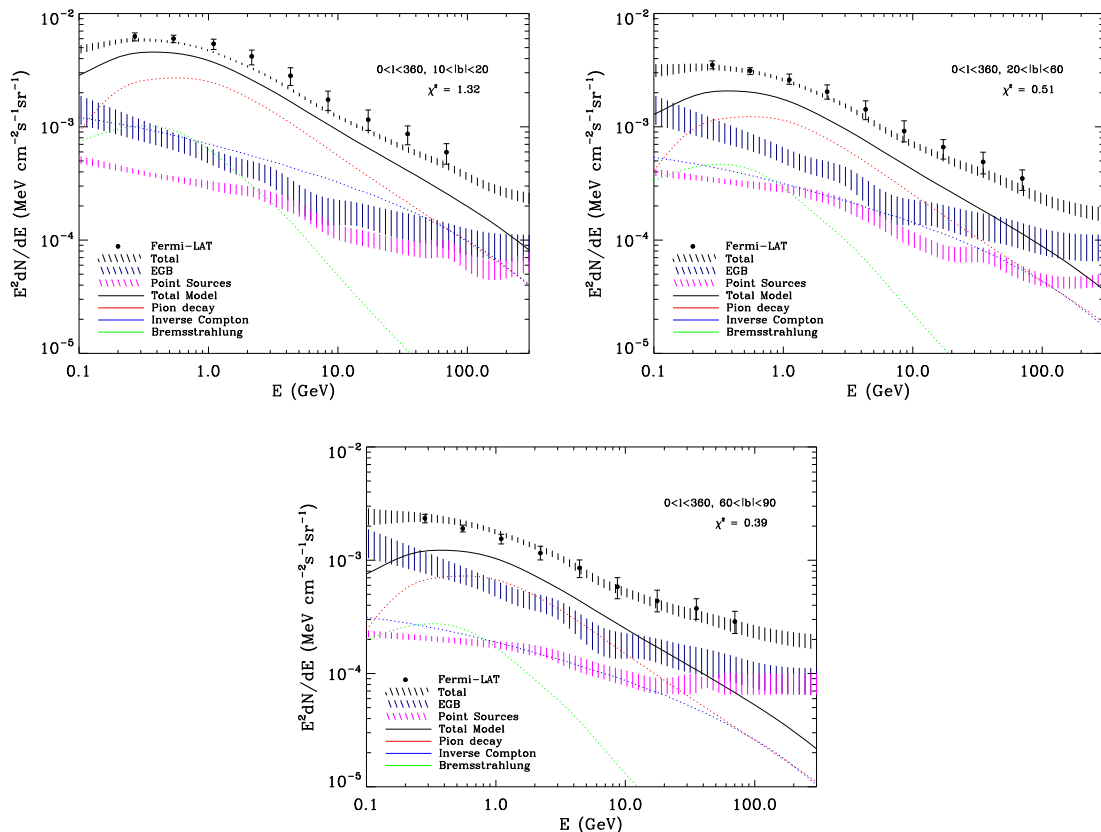 E²dN/dE (MeV cm⁻²s⁻¹sr⁻¹)
10⁻²
10⁻³
10⁻⁴
10⁻⁵
0<l<360, 10<|b|<20
χ² = 1.32
Fermi-LAT
Total
EGB
Point Sources
Total Model
Pion decay
Inverse Compton
Bremsstrahlung
0.1 1.0 10.0 100.0
E (GeV)
E²dN/dE (MeV cm⁻²s⁻¹sr⁻¹)
10⁻²
10⁻³
10⁻⁴
10⁻⁵
0<l<360, 20<|b|<60
χ² = 0.51
Fermi-LAT
Total
EGB
Point Sources
Total Model
Pion decay
Inverse Compton
Bremsstrahlung
0.1 1.0 10.0 100.0
E (GeV)
E²dN/dE (MeV cm⁻²s⁻¹sr⁻¹)
10⁻²
10⁻³
10⁻⁴
10⁻⁵
0<l<360, 60<|b|<90
χ² = 0.39
Fermi-LAT
Total
EGB
Point Sources
Total Model
Pion decay
Inverse Compton
Bremsstrahlung
0.1 1.0 10.0 100.0
E (GeV)